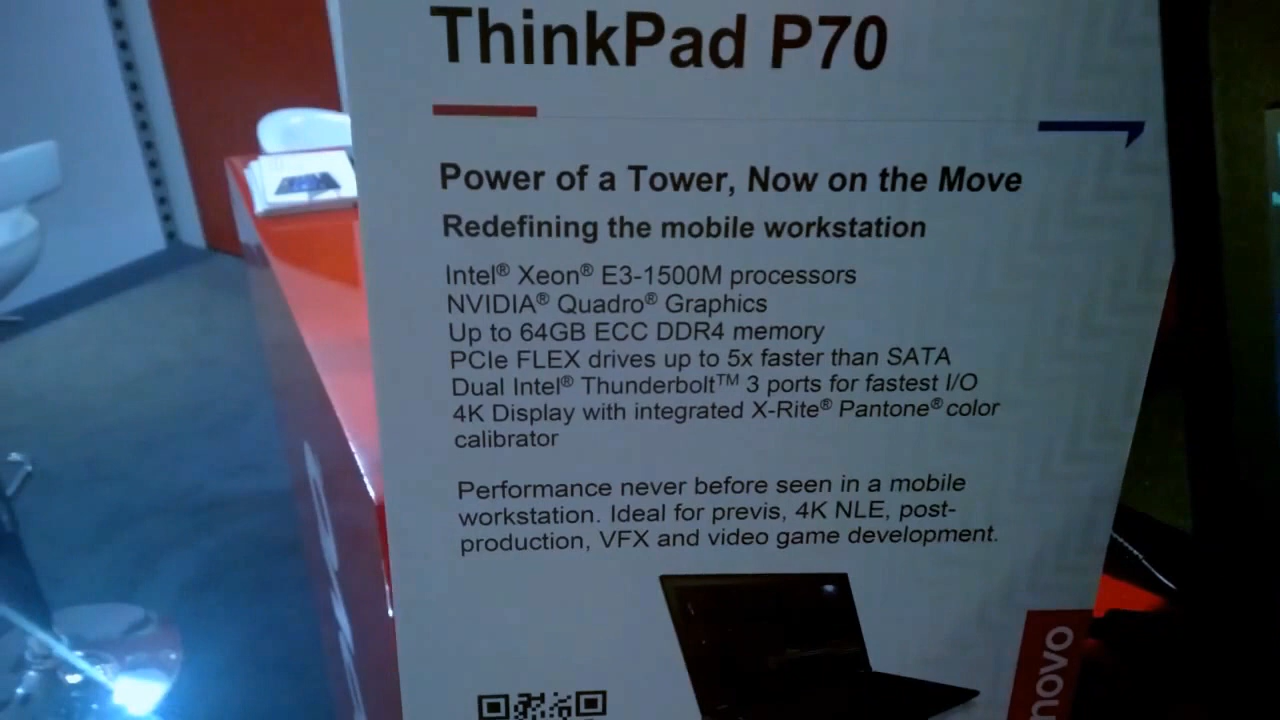 ThinkPad P70
Power of a Tower, Now on the Move
Redefining the mobile workstation
Intel® Xeon® E3-1500M processors
NVIDIA® Quadro® Graphics
Up to 64GB ECC DDR4 memory
PCIe FLEX drives up to 5x faster than SATA
Dual Intel® Thunderbolt™ 3 ports for fastest I/O
4K Display with integrated X-Rite® Pantone® color
calibrator
Performance never before seen in a mobile
workstation. Ideal for previs, 4K NLE, post-
production, VFX and video game development.
novo